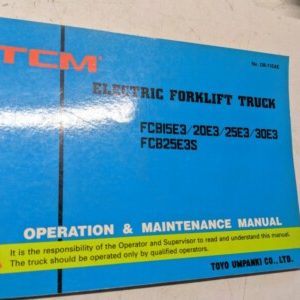 TCM
ELECTRIC FORKLIFT TRUCK
FCB15E3/20E3/25E3/30E3
FCB25E3S
OPERATION & MAINTENANCE MANUAL
It is the responsibility of the Operator and Supervisor to read and understand this manual.
The truck should be operated only by qualified operators.
TOYO UMPANKI CO., LTD.